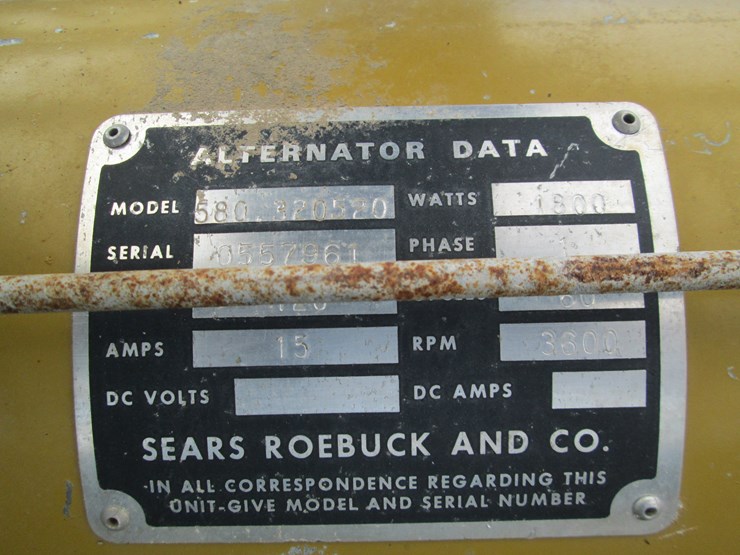 ALTERNATOR DATA
MODEL 580. WATTS 1800
SERIAL 0557961 PHASE 1
120 60
AMPS 15 RPM 3600
DC VOLTS DC AMPS
SEARS ROEBUCK AND CO.
-IN ALL CORRESPONDENCE REGARDING THIS
UNIT-GIVE MODEL AND SERIAL NUMBER